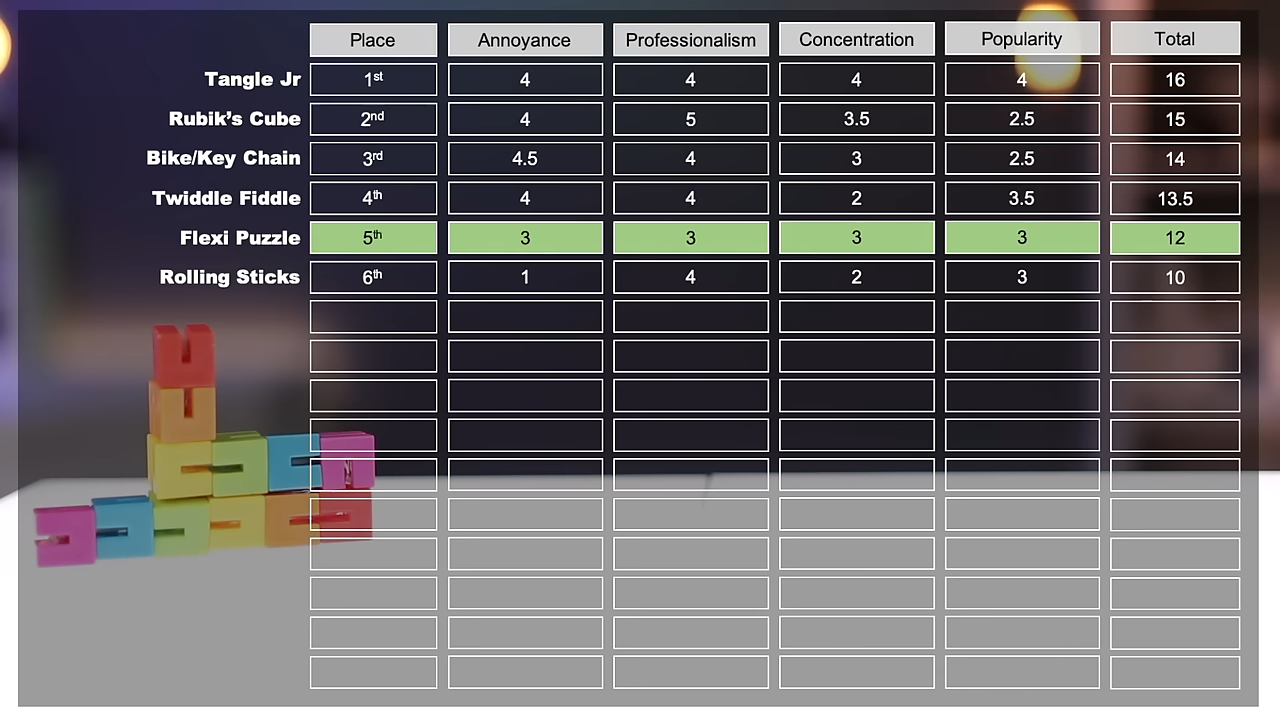 Place Annoyance Professionalism Concentration Popularity Total
Tangle Jr 1st 4 4 4 4 16
Rubik's Cube 2nd 4 5 3.5 2.5 15
Bike/Key Chain 3rd 4.5 4 3 2.5 14
Twiddle Fiddle 4th 4 4 2 3.5 13.5
Flexi Puzzle 5th 3 3 3 3 12
Rolling Sticks 6th 1 4 2 3 10